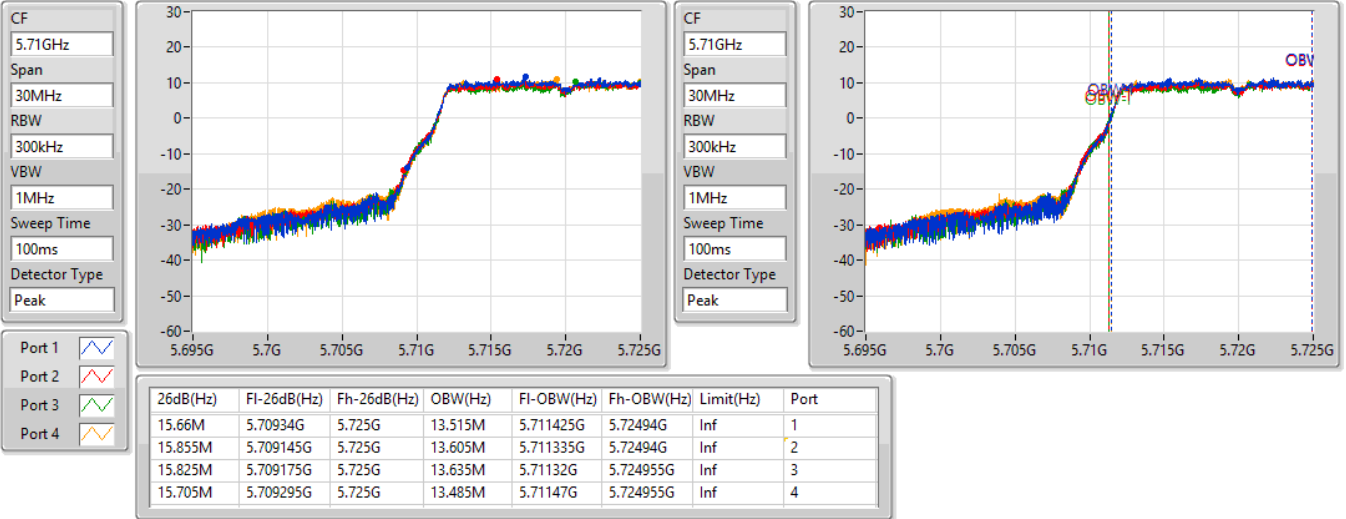 CF
5.71GHz
Span
30MHz
RBW
300kHz
VBW
1MHz
Sweep Time
100ms
Detector Type
Peak
30
20
10
0
-10
-20
-30
-40
-50
-60
5.695G 5.7G 5.705G 5.71G 5.715G 5.72G 5.725G
CF
5.71GHz
Span
30MHz
RBW
300kHz
VBW
1MHz
Sweep Time
100ms
Detector Type
Peak
30
20
10
0
-10
-20
-30
-40
-50
-60
5.695G 5.7G 5.705G 5.71G 5.715G 5.72G 5.725G
Port 1
Port 2
Port 3
Port 4
26dB(Hz) Fl-26dB(Hz) Fh-26dB(Hz) OBW(Hz) Fl-OBW(Hz) Fh-OBW(Hz) Limit(Hz) Port
15.66M 5.70934G 5.725G 13.515M 5.711425G 5.72494G Inf 1
15.855M 5.709145G 5.725G 13.605M 5.711335G 5.72494G Inf 2
15.825M 5.709175G 5.725G 13.635M 5.71132G 5.724955G Inf 3
15.705M 5.709295G 5.725G 13.485M 5.71147G 5.724955G Inf 4